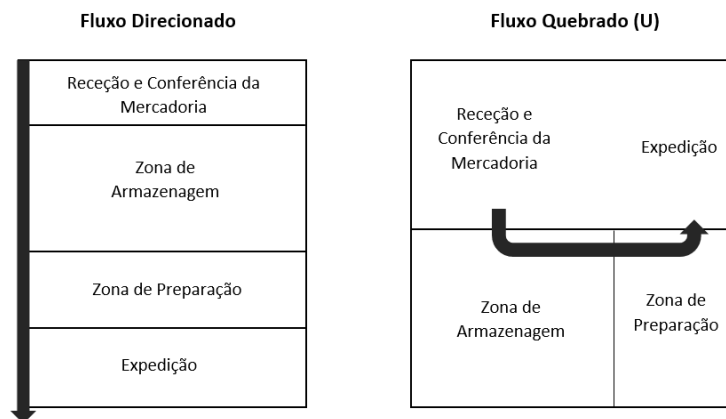 Fluxo Direcionado
Receção e Conferência da
Mercadoria
Zona de
Armazenagem
Zona de Preparação
Expedição
Fluxo Quebrado (U)
Receção e
Conferência da
Mercadoria
Expedição
Zona de
Armazenagem
Zona de
Preparação